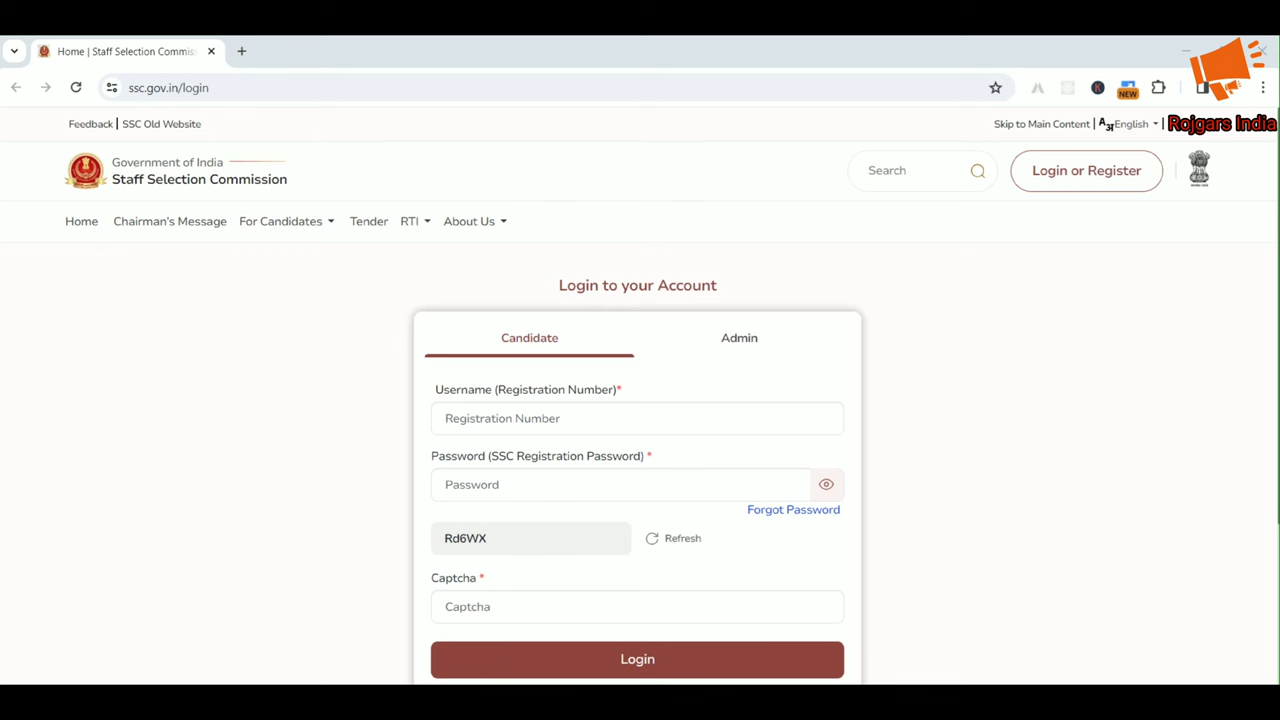 Home | Staff Selection Commis
ssc.gov.in/login
NEW
Feedback | SSC Old Website
Skip to Main Content | English |
Rojgars India
Government of India
Staff Selection Commission
Search
Login or Register
Home Chairman's Message For Candidates Tender RTI About Us
Login to your Account
Candidate Admin
Username (Registration Number)*
Registration Number
Password (SSC Registration Password) *
Password
Forgot Password
Rd6WX Refresh
Captcha *
Captcha
Login